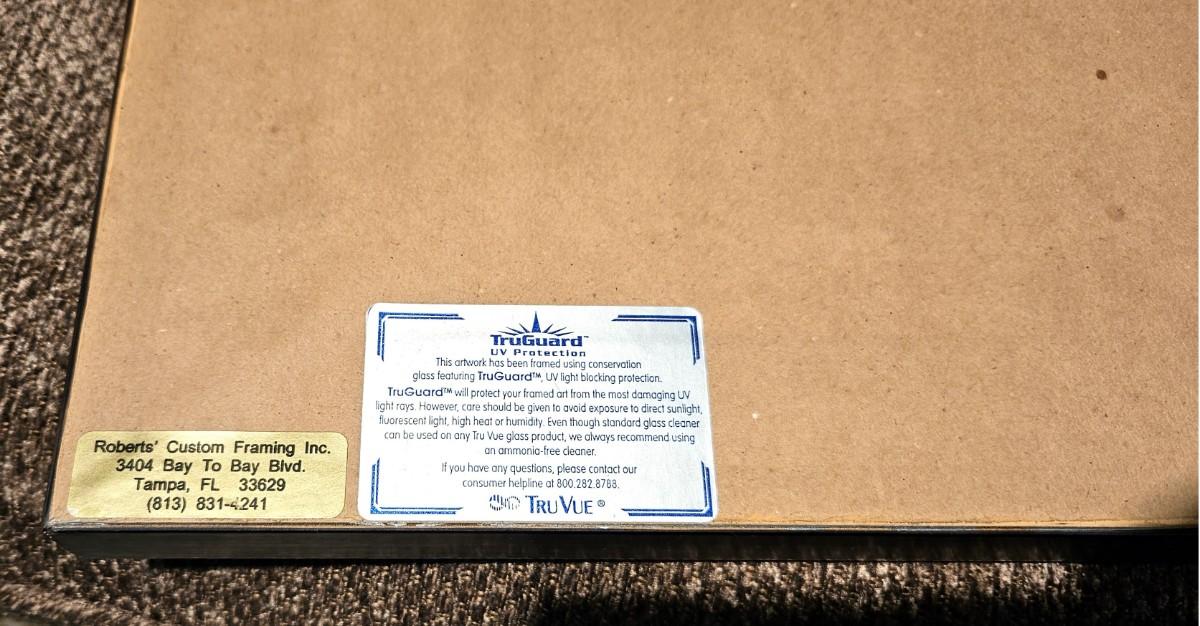 Roberts' Custom Framing Inc.
3404 Bay To Bay Blvd.
Tampa, FL 33629
(813) 831-4241
TruGuard™
UV Protection
This artwork has been framed using conservation
glass featuring TruGuard™, UV light blocking protection.
TruGuard™ will protect your framed art from the most damaging UV
light rays. However, care should be given to avoid exposure to direct sunlight,
fluorescent light, high heat or humidity. Even though standard glass cleaner
can be used on any Tru Vue glass product, we always recommend using
an ammonia-free cleaner.
If you have any questions, please contact our
consumer helpline at 800.282.8788.
TRU VUE®